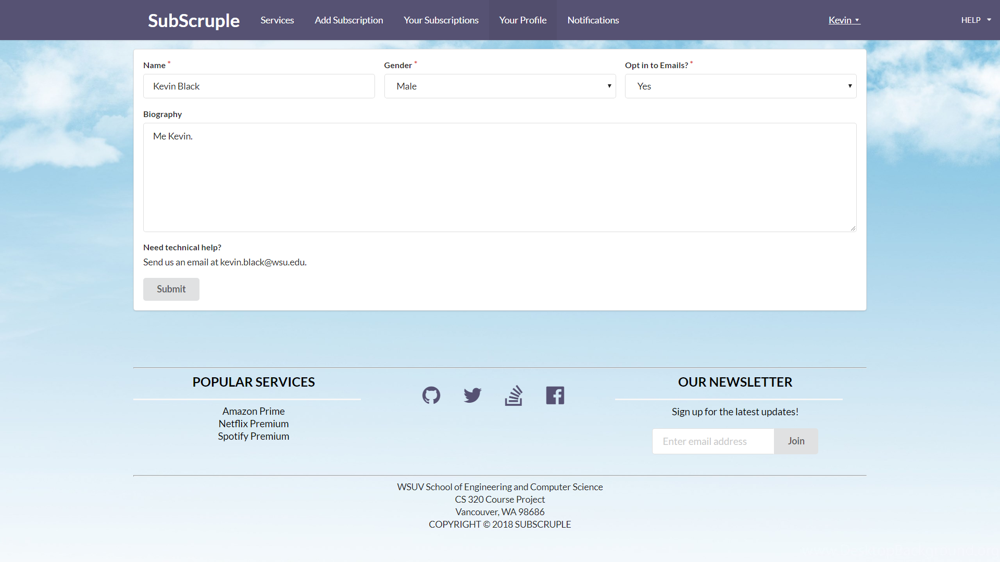 SubScruple Services Add Subscription Your Subscriptions Your Profile Notifications Kevin HELP
Name * Gender * Opt in to Emails? *
Kevin Black Male Yes
Biography
Me Kevin.
Need technical help?
Send us an email at kevin.black@wsu.edu.
Submit
POPULAR SERVICES
Amazon Prime
Netflix Premium
Spotify Premium
OUR NEWSLETTER
Sign up for the latest updates!
Enter email address Join
WSUV School of Engineering and Computer Science
CS 320 Course Project
Vancouver, WA 98686
COPYRIGHT © 2018 SUBSCRUPLE